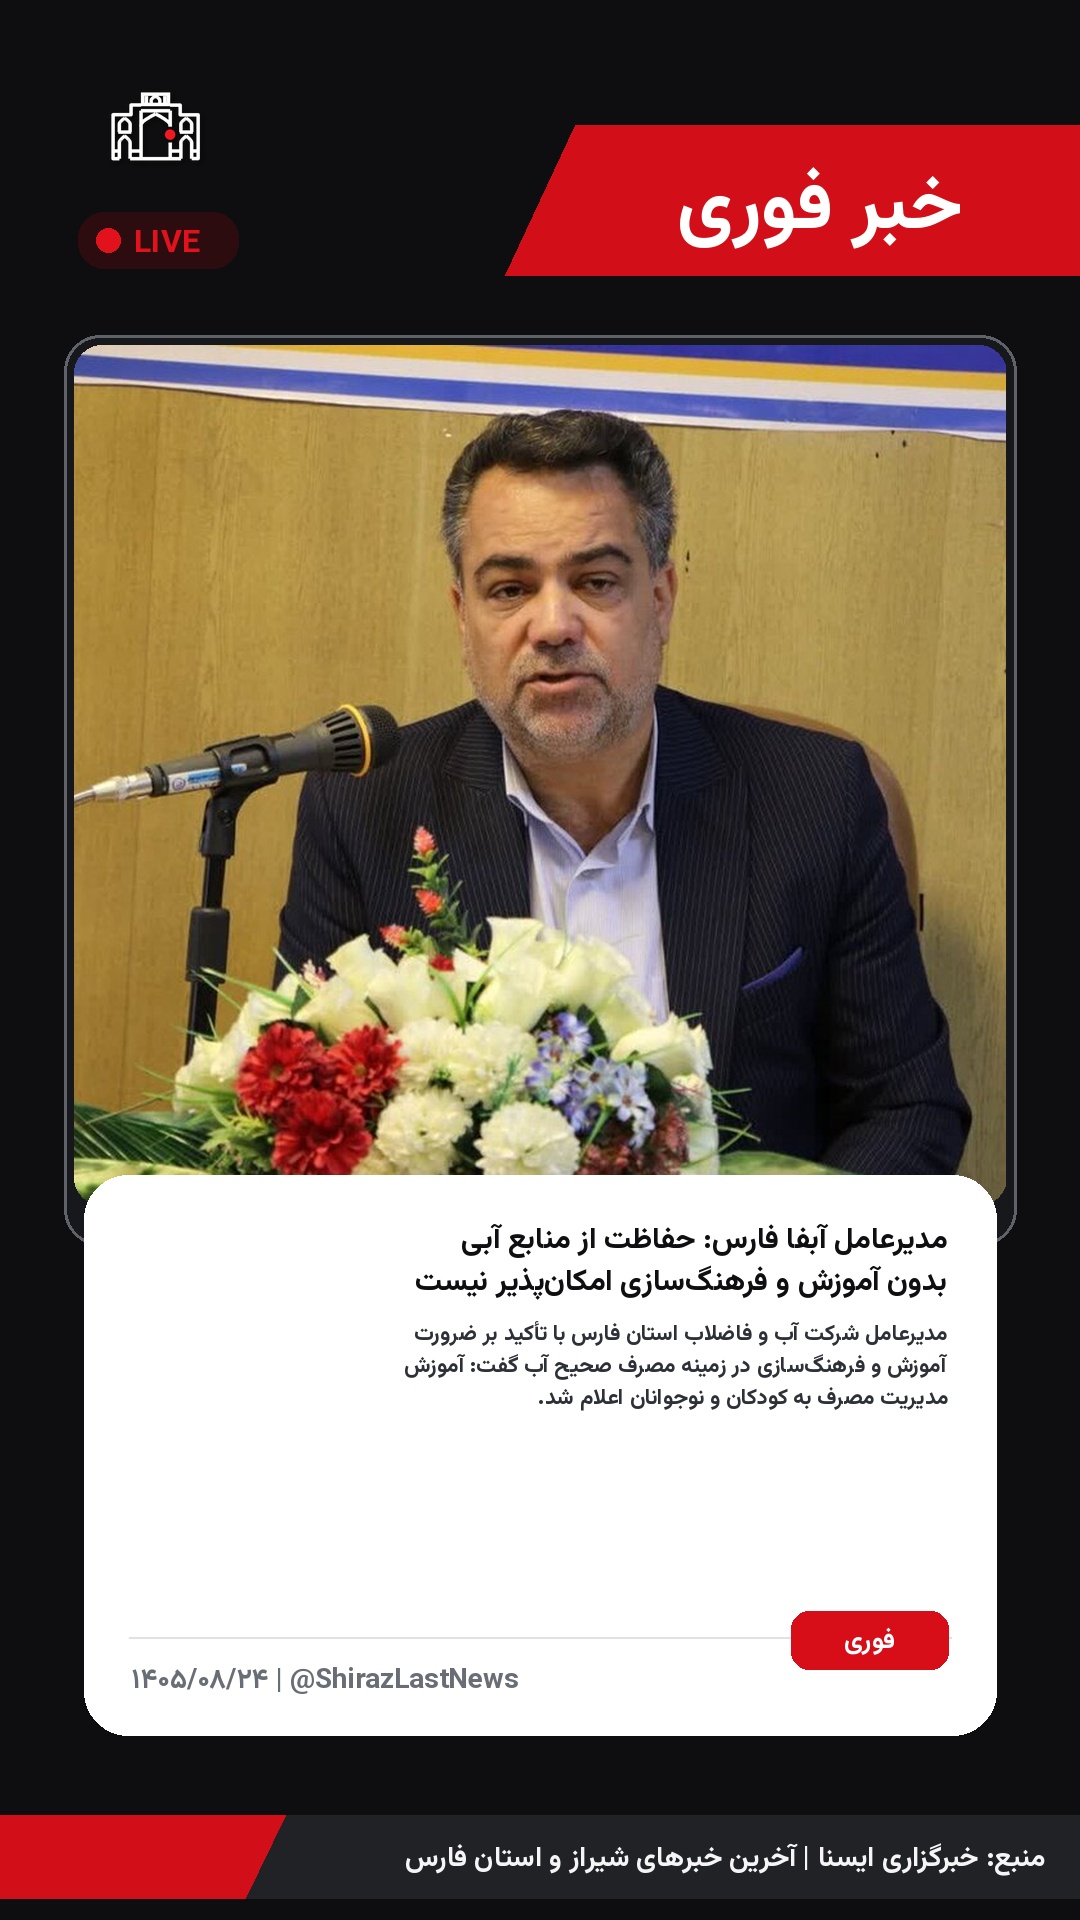 خبر فوری
LIVE
مدیرعامل آبفا فارس: حفاظت از منابع آبی
بدون آموزش و فرهنگ‌سازی امکان‌پذیر نیست
مدیرعامل شرکت آب و فاضلاب استان فارس با تأکید بر ضرورت
آموزش و فرهنگ‌سازی در زمینه مصرف صحیح آب گفت: آموزش
مدیریت مصرف به کودکان و نوجوانان اعلام شد.
فوری
۱۴۰۵/۰۸/۲۴ | @ShirazLastNews
منبع: خبرگزاری ایسنا | آخرین خبرهای شیراز و استان فارس